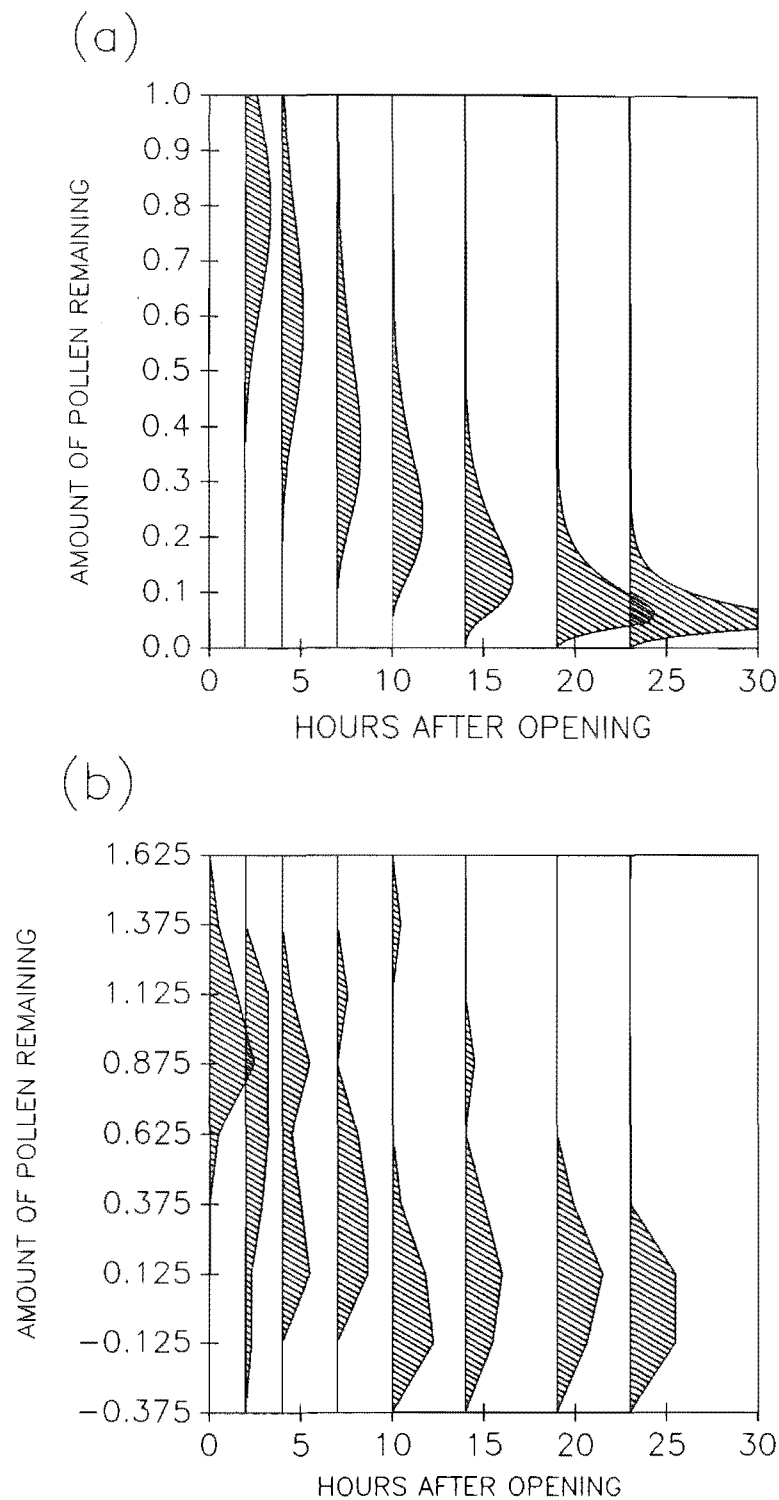 (a)
AMOUNT OF POLLEN REMAINING
1.0
0.9
0.8
0.7
0.6
0.5
0.4
0.3
0.2
0.1
0.0
0 5 10 15 20 25 30
HOURS AFTER OPENING
(b)
AMOUNT OF POLLEN REMAINING
1.625
1.375
1.125
0.875
0.625
0.375
0.125
-0.125
-0.375
0 5 10 15 20 25 30
HOURS AFTER OPENING